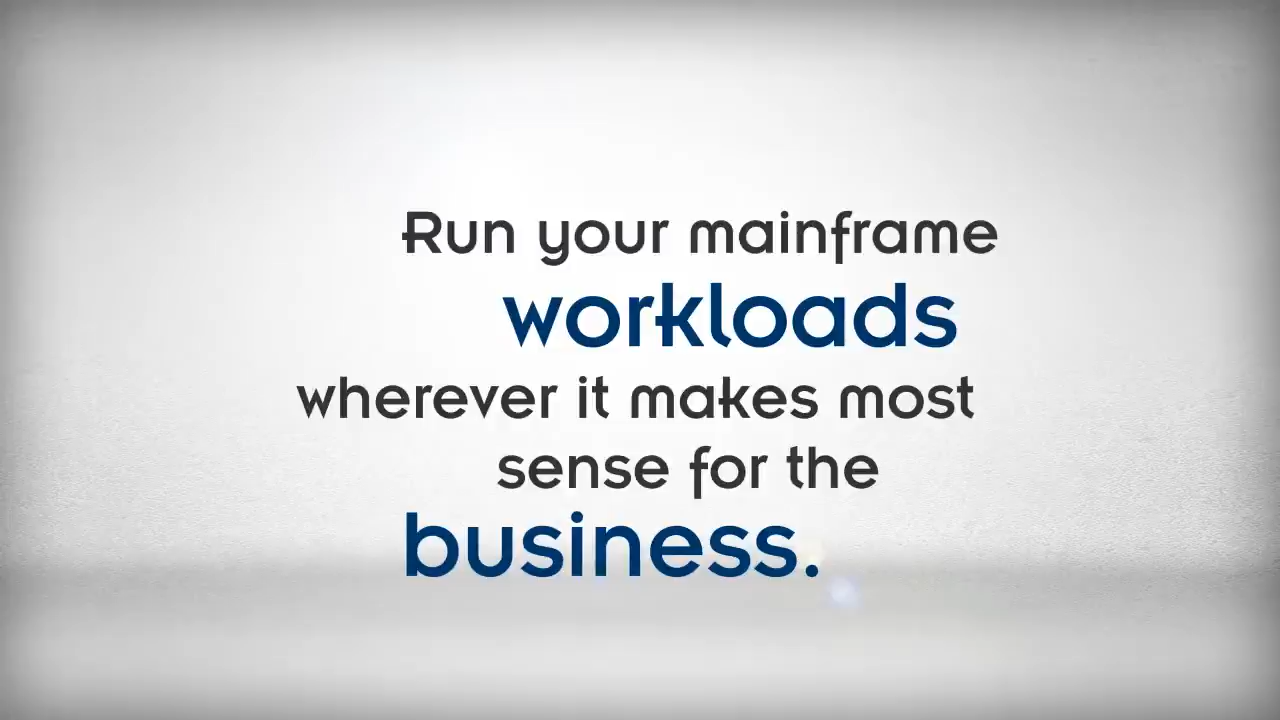 Run your mainframe
workloads
wherever it makes most
sense for the
business.